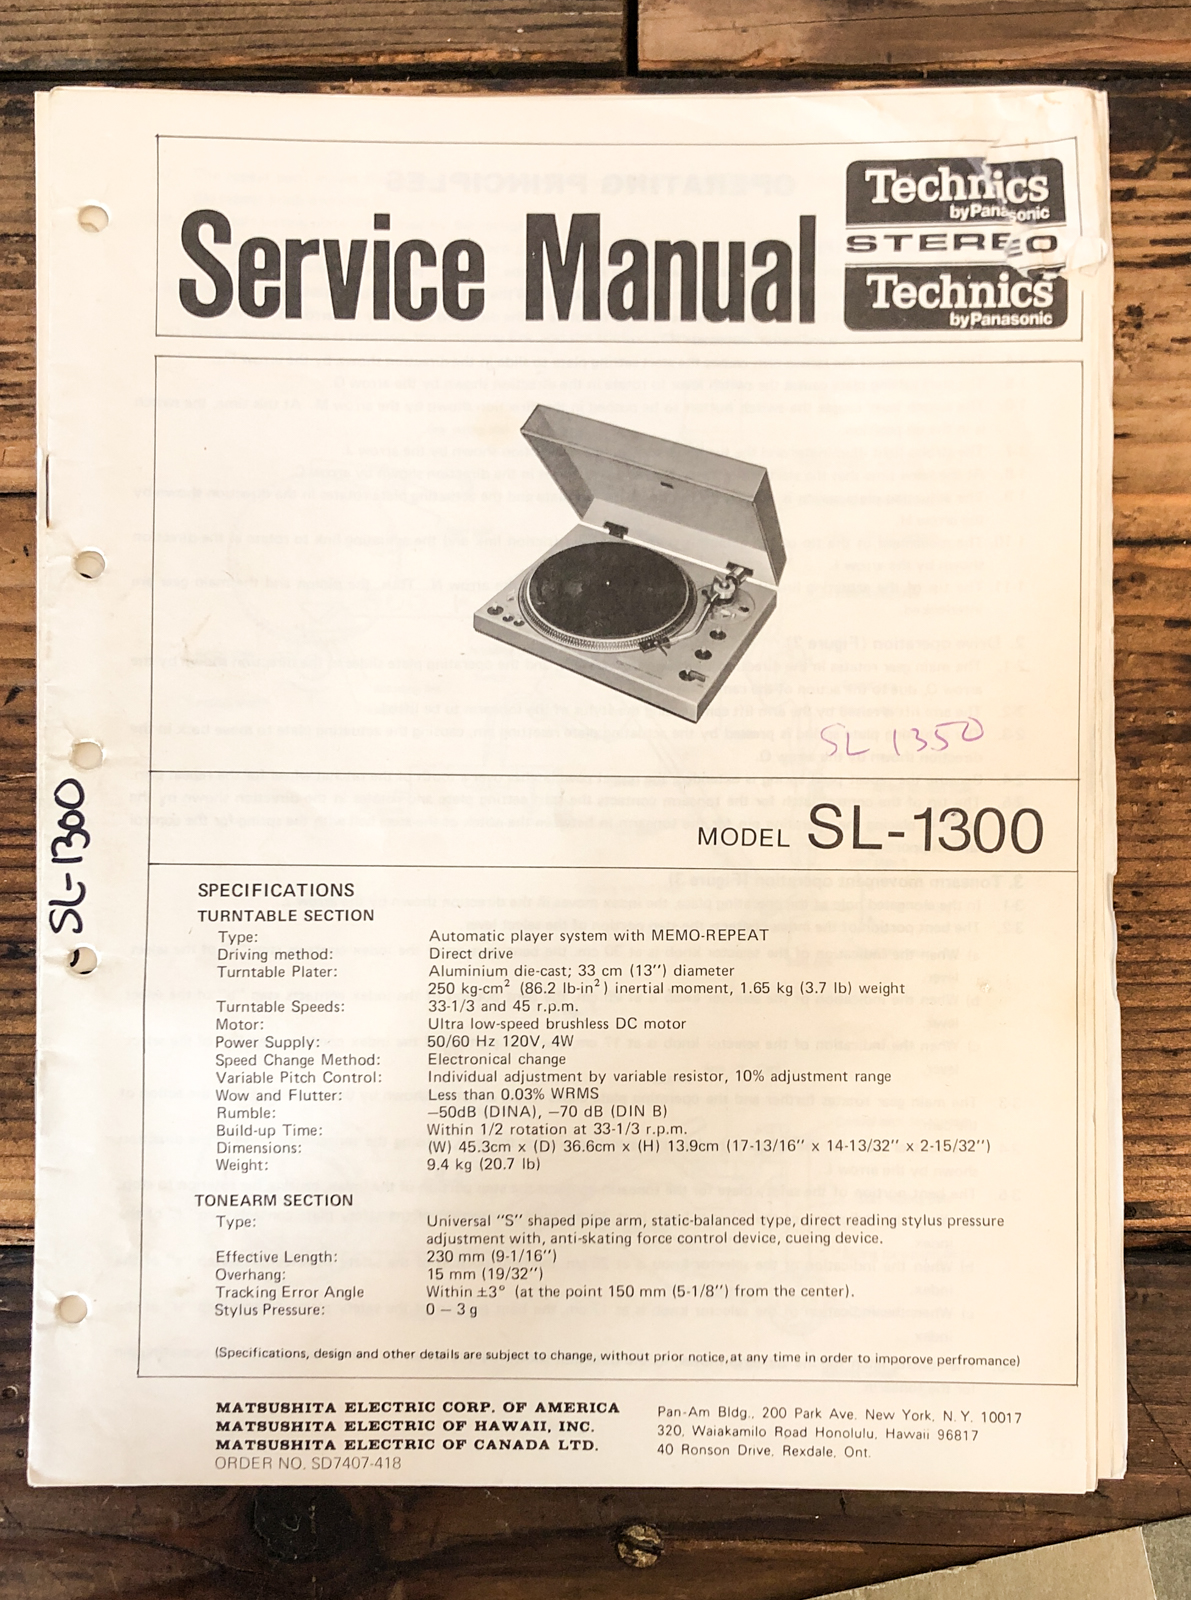 Service Manual
Technics
by Panasonic
STEREO
Technics
by Panasonic
SL 1350
MODEL SL-1300
SL-1300
SPECIFICATIONS
TURNTABLE SECTION
Type: Automatic player system with MEMO-REPEAT
Driving method: Direct drive
Turntable Plater: Aluminium die-cast; 33 cm (13") diameter
250 kg-cm² (86.2 lb-in²) inertial moment, 1.65 kg (3.7 lb) weight
Turntable Speeds: 33-1/3 and 45 r.p.m.
Motor: Ultra low-speed brushless DC motor
Power Supply: 50/60 Hz 120V, 4W
Speed Change Method: Electronical change
Variable Pitch Control: Individual adjustment by variable resistor, 10% adjustment range
Wow and Flutter: Less than 0.03% WRMS
Rumble: —50dB (DINA), —70 dB (DIN B)
Build-up Time: Within 1/2 rotation at 33-1/3 r.p.m.
Dimensions: (W) 45.3cm x (D) 36.6cm x (H) 13.9cm (17-13/16" x 14-13/32" x 2-15/32")
Weight: 9.4 kg (20.7 lb)
TONEARM SECTION
Type: Universal "S" shaped pipe arm, static-balanced type, direct reading stylus pressure
adjustment with, anti-skating force control device, cueing device.
Effective Length: 230 mm (9-1/16")
Overhang: 15 mm (19/32")
Tracking Error Angle Within ±3° (at the point 150 mm (5-1/8") from the center).
Stylus Pressure: 0 — 3 g
(Specifications, design and other details are subject to change, without prior notice, at any time in order to imporove perfromance)
MATSUSHITA ELECTRIC CORP. OF AMERICA Pan-Am Bldg., 200 Park Ave. New York, N.Y. 10017
MATSUSHITA ELECTRIC OF HAWAII, INC. 320, Waiakamilo Road Honolulu, Hawaii 96817
MATSUSHITA ELECTRIC OF CANADA LTD. 40 Ronson Drive, Rexdale, Ont.
ORDER NO. SD7407-418